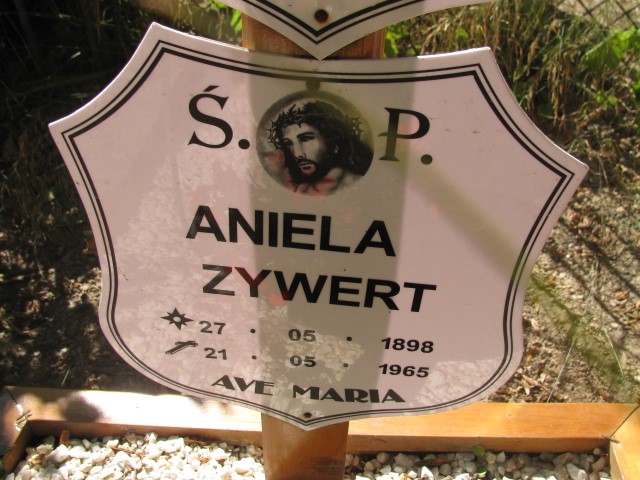 Ś. P.
ANIELA
ZYWERT
27 · 05 · 1898
21 · 05 · 1965
AVE MARIA